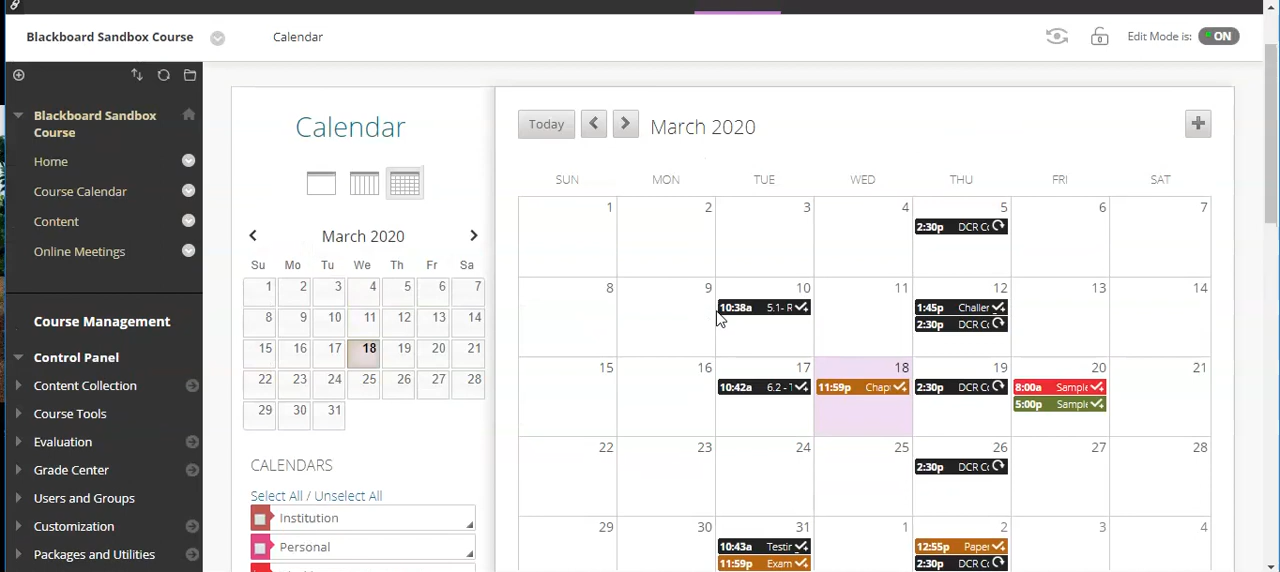 Blackboard Sandbox Course
Calendar
Edit Mode is: ON
Blackboard Sandbox
Course
Home
Course Calendar
Content
Online Meetings
Course Management
Control Panel
Content Collection
Course Tools
Evaluation
Grade Center
Users and Groups
Customization
Packages and Utilities
Calendar
March 2020
Su Mo Tu We Th Fr Sa
1 2 3 4 5 6 7
8 9 10 11 12 13 14
15 16 17 18 19 20 21
22 23 24 25 26 27 28
29 30 31
CALENDARS
Select All / Unselect All
Institution
Personal
Today March 2020
SUN MON TUE WED THU FRI SAT
1 2 3 4 5 6 7
2:30p DCR
8 9 10 11 12 13 14
10:38a 5.1- 1:45p
2:30p DCR
15 16 17 18 19 20 21
10:42a 6.2 - 11:59p 2:30p DCR 8:00a Sample
5:00p Sample
22 23 24 25 26 27 28
2:30p DCR
29 30 31 1 2 3 4
10:43a 12:55p Pape
11:59p Exam 2:30p DCR